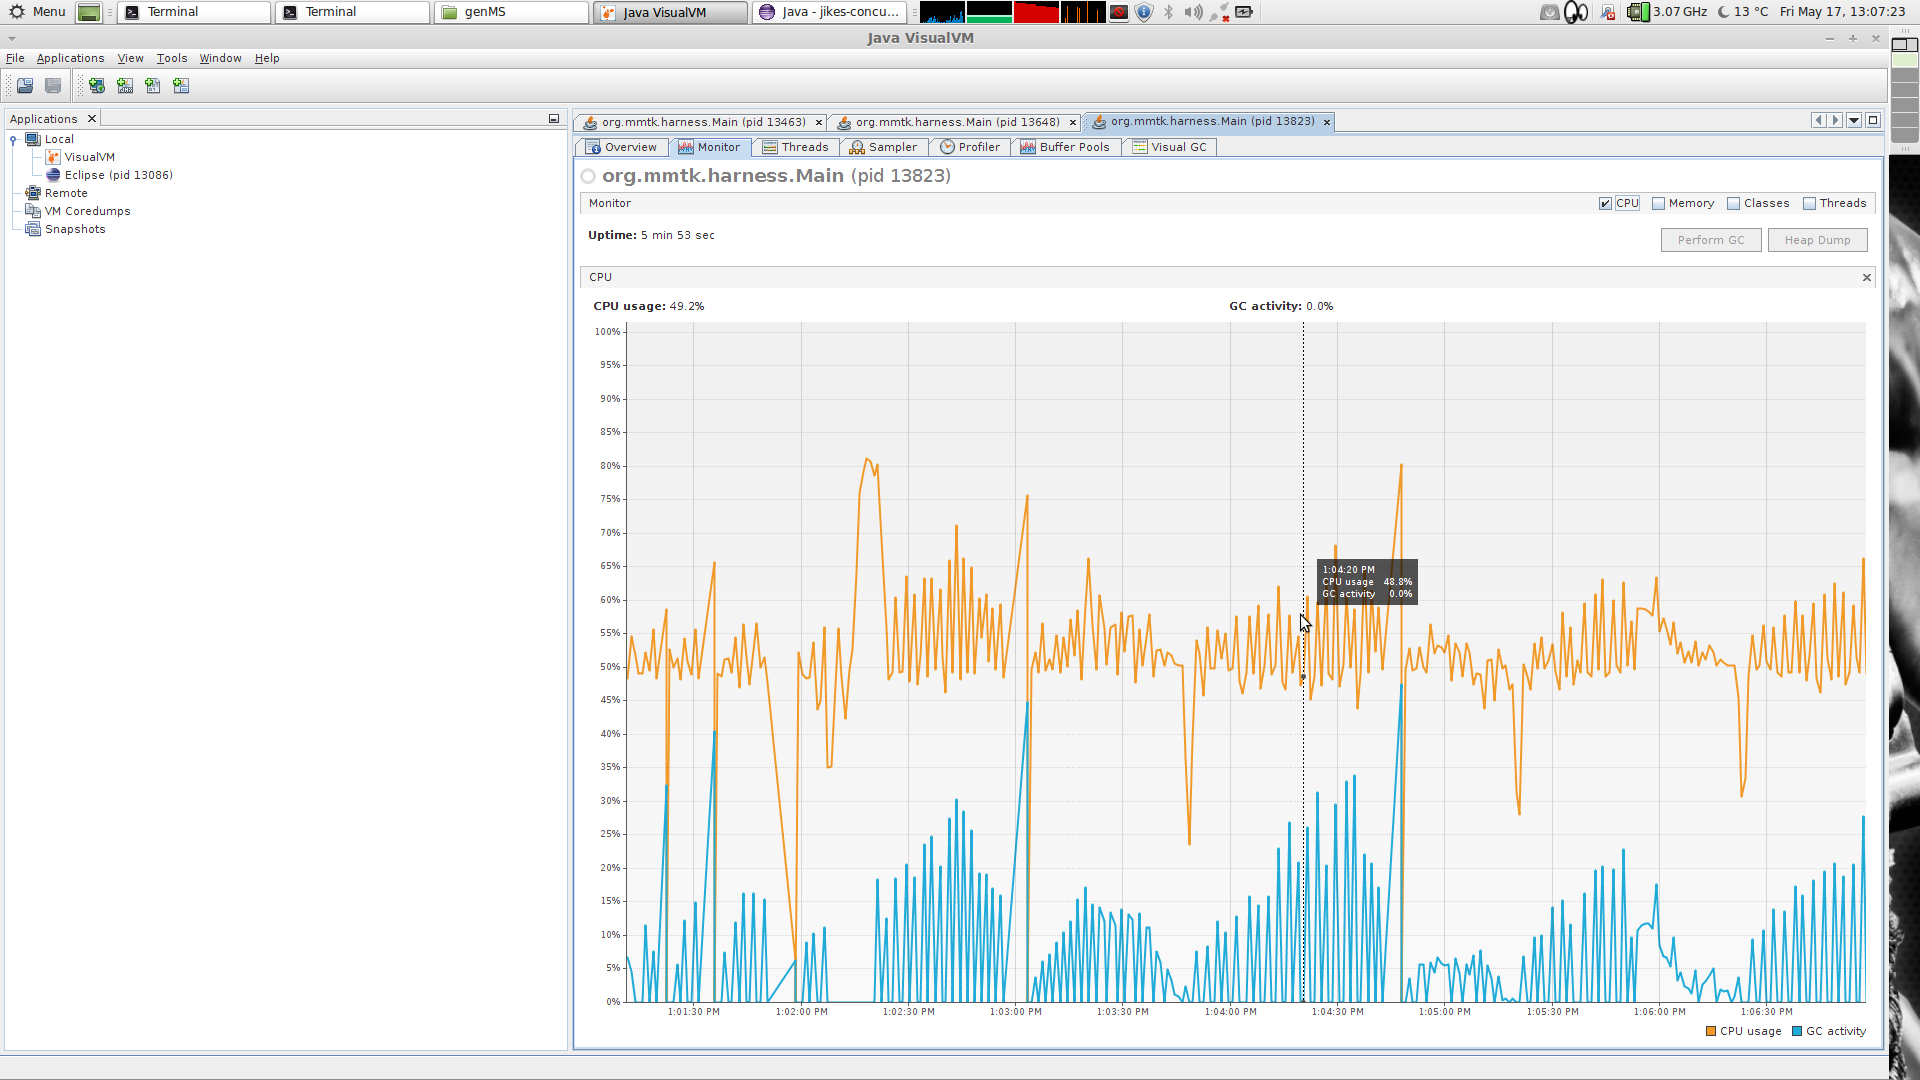 Menu Terminal Terminal genMS Java VisualVM Java - jikes-concu... 3.07 GHz 13 °C Fri May 17, 13:07:23
Java VisualVM
File Applications View Tools Window Help
Applications
Local
VisualVM
Eclipse (pid 13086)
Remote
VM Coredumps
Snapshots
org.mmtk.harness.Main (pid 13463) org.mmtk.harness.Main (pid 13648) org.mmtk.harness.Main (pid 13823)
Overview Monitor Threads Sampler Profiler Buffer Pools Visual GC
org.mmtk.harness.Main (pid 13823)
Monitor CPU Memory Classes Threads
Uptime: 5 min 53 sec
Perform GC Heap Dump
CPU
CPU usage: 49.2% GC activity: 0.0%
100%
95%
90%
85%
80%
75%
70%
65%
60%
55%
50%
45%
40%
35%
30%
25%
20%
15%
10%
5%
0%
1:04:20 PM
CPU usage 48.8%
GC activity 0.0%
1:01:30 PM 1:02:00 PM 1:02:30 PM 1:03:00 PM 1:03:30 PM 1:04:00 PM 1:04:30 PM 1:05:00 PM 1:05:30 PM 1:06:00 PM 1:06:30 PM
CPU usage GC activity